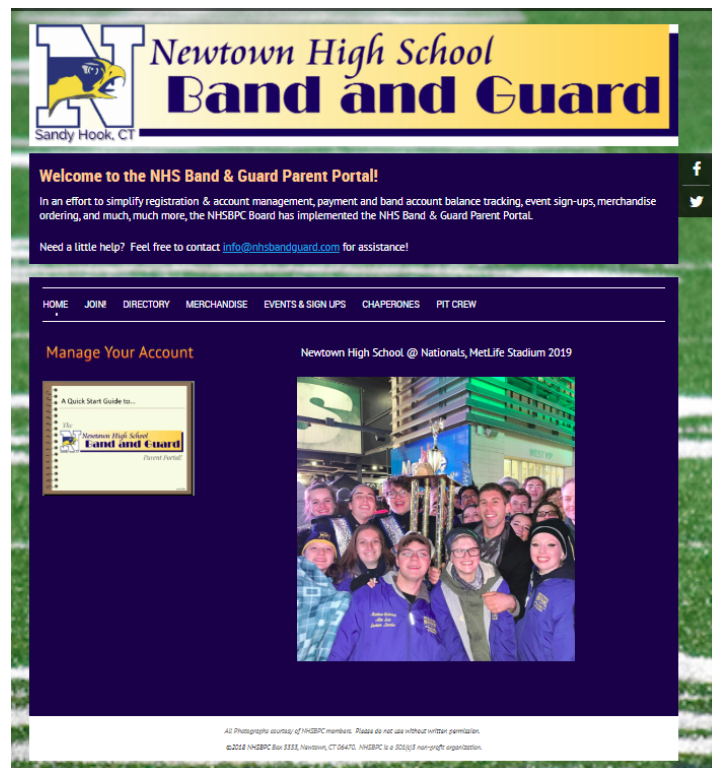 Newtown High School
Band and Guard
Sandy Hook, CT
Welcome to the NHS Band & Guard Parent Portal!
In an effort to simplify registration & account management, payment and band account balance tracking, event sign-ups, merchandise
ordering, and much, much more, the NHSBPC Board has implemented the NHS Band & Guard Parent Portal.
Need a little help? Feel free to contact info@nhsbandguard.com for assistance!
HOME JOIN! DIRECTORY MERCHANDISE EVENTS & SIGN UPS CHAPERONES PIT CREW
Manage Your Account
A Quick Start Guide to...
The
Newtown High School
Band and Guard
Parent Portal!
Newtown High School @ Nationals, MetLife Stadium 2019
WEST VIP
All Photographs courtesy of NHSBPC members. Please do not use without written permission.
©2018 NHSBPC Box 3333, Newtown, CT 06470. NHSBPC is a 501(c)3 non-profit organization.